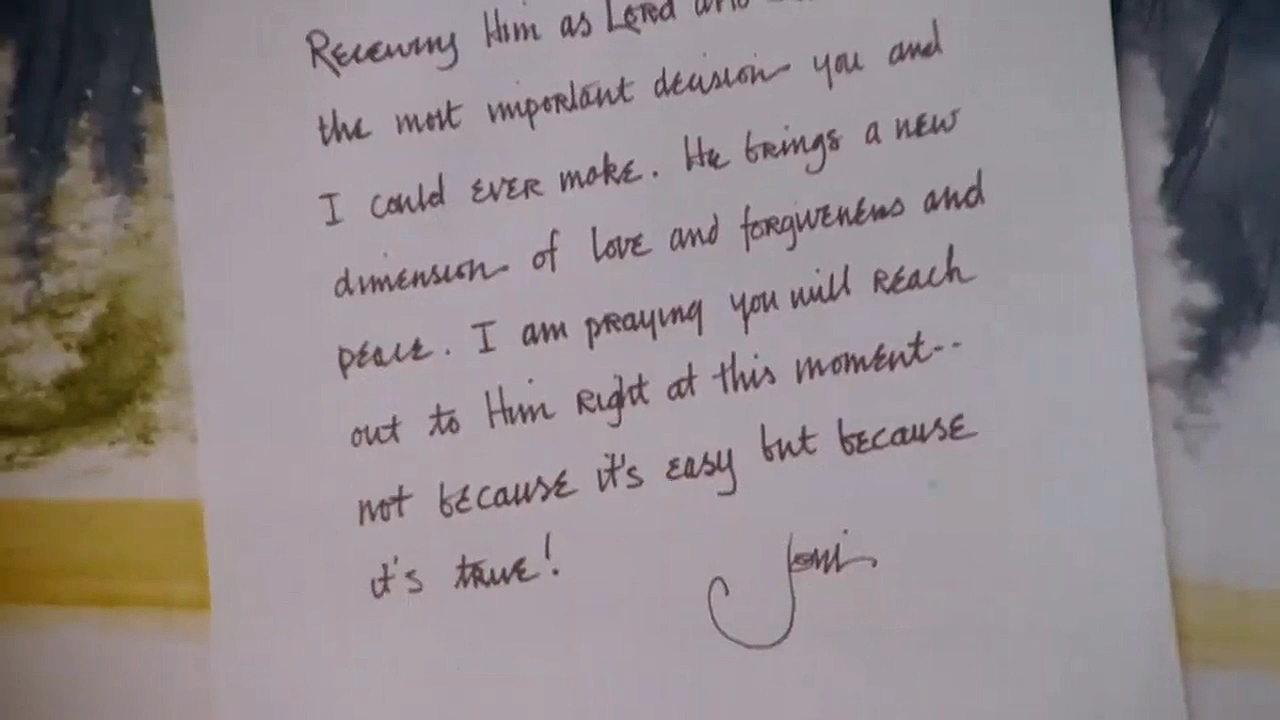 Receiving Him as Lord and
the most important decision you and
I could ever make. He brings a new
dimension of love and forgiveness and
peace. I am praying you will reach
out to Him right at this moment--
not because it's easy but because
it's true!
Joni